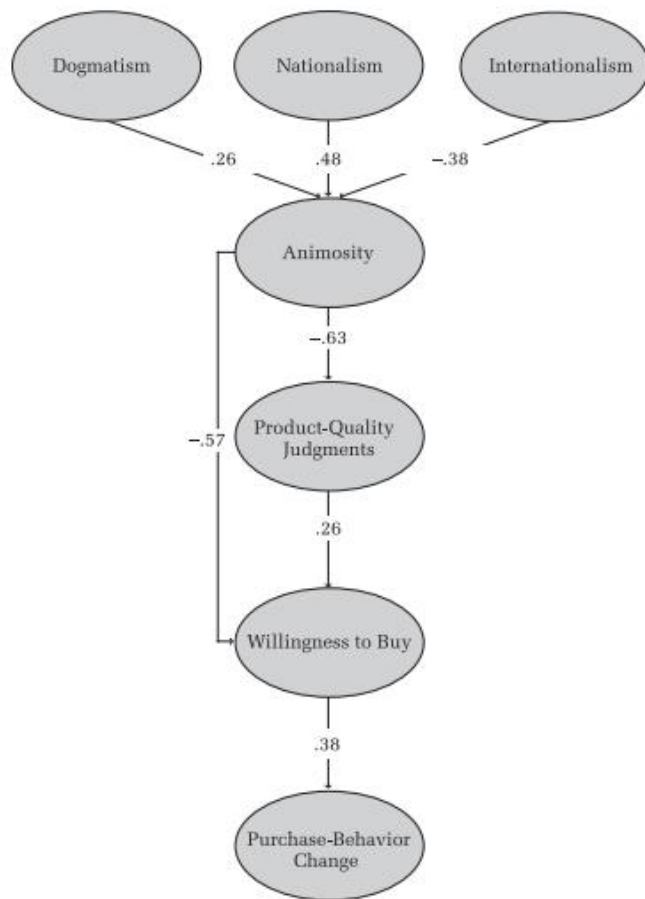 Dogmatism
Nationalism
Internationalism
.26
.48
–.38
Animosity
–.63
Product-Quality
Judgments
–.57
.26
Willingness to Buy
.38
Purchase-Behavior
Change